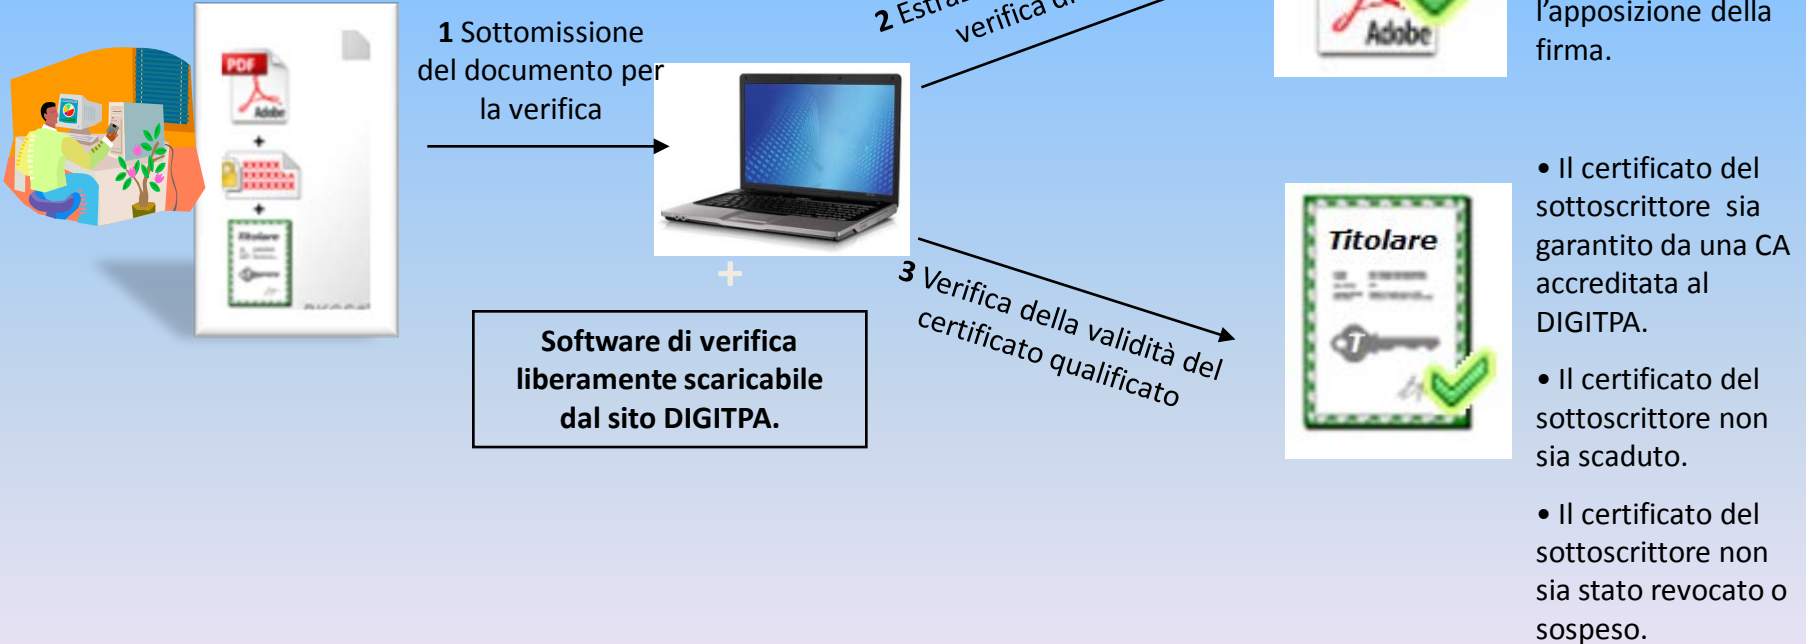 1 Sottomissione
del documento per
la verifica
2
verifica
Adobe
l'apposizione della
firma.
PDF
Adobe
+
+
Titolare
+
Software di verifica
liberamente scaricabile
dal sito DIGITPA.
3 Verifica della validità del
certificato qualificato
Titolare
T
• Il certificato del
sottoscrittore sia
garantito da una CA
accreditata al
DIGITPA.
• Il certificato del
sottoscrittore non
sia scaduto.
• Il certificato del
sottoscrittore non
sia stato revocato o
sospeso.